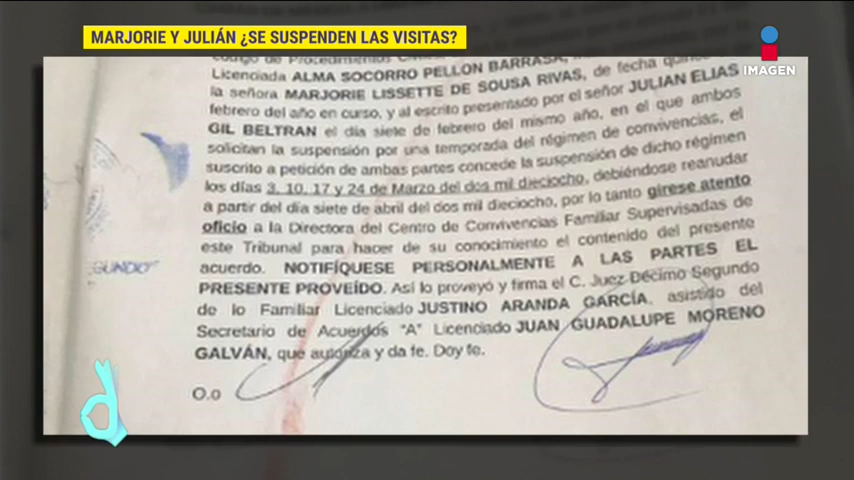 MARJORIE Y JULIÁN ¿SE SUSPENDEN LAS VISITAS?
IMAGEN
Código de Procedimientos
Licenciada ALMA SOCORRO PELLON BARRASA,
la señora MARJORIE LISSETTE DE SOUSA RIVAS, de fecha
febrero del año en curso, y al escrito presentado por el señor JULIAN ELIAS
GIL BELTRAN el día siete de febrero del mismo año, en el que ambos
solicitan la suspensión por una temporada del régimen de convivencias, el
suscrito a petición de ambas partes concede la suspensión de dicho régimen
los días 3, 10, 17 y 24 de Marzo del dos mil dieciocho, debiéndose reanudar
a partir del día siete de abril del dos mil dieciocho, por lo tanto gírese atento
oficio a la Directora del Centro de Convivencias Familiar Supervisadas de
este Tribunal para hacer de su conocimiento el contenido del presente
acuerdo. NOTIFÍQUESE PERSONALMENTE A LAS PARTES EL
PRESENTE PROVEÍDO. Así lo proveyó y firma el C. Juez Décimo Segundo
de lo Familiar Licenciado JUSTINO ARANDA GARCÍA, asistido del
Secretario de Acuerdos "A" Licenciado JUAN GUADALUPE MORENO
GALVÁN, que autoriza y da fe. Doy fe.
O.o